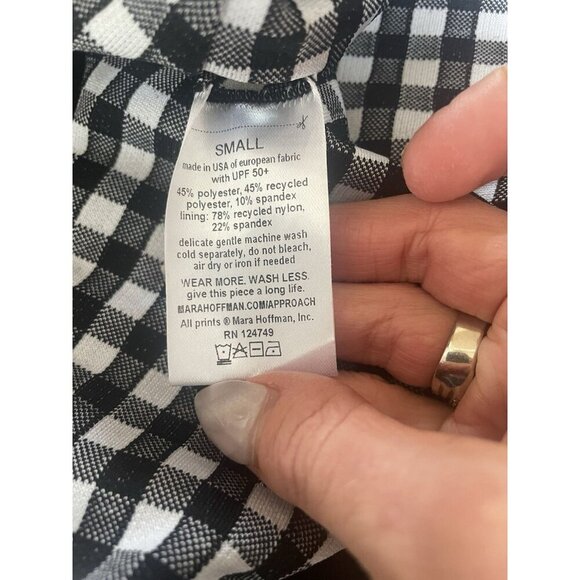 SMALL
made in USA of european fabric
with UPF 50+
45% polyester, 45% recycled
polyester, 10% spandex
lining: 78% recycled nylon,
22% spandex
delicate gentle machine wash
cold separately, do not bleach,
air dry or iron if needed
WEAR MORE. WASH LESS.
give this piece a long life.
MARAHOFFMAN.COM/APPROACH
All prints ® Mara Hoffman, Inc.
RN 124749